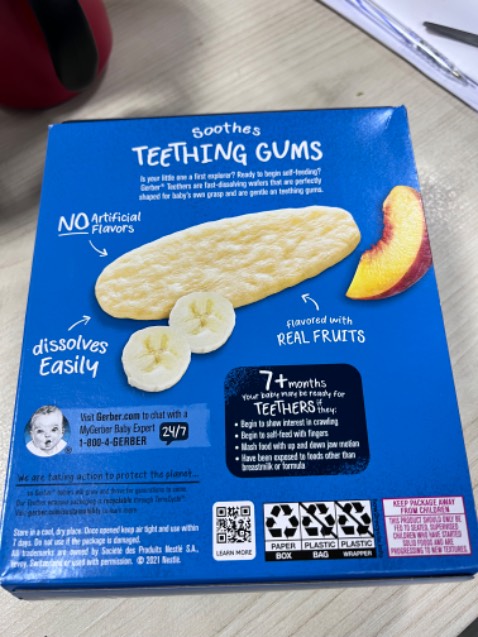 Soothes
TEETHING GUMS
Is your little one a first explorer? Ready to begin self-feeding?
Gerber® Teethers are fast-dissolving wafers that are perfectly
shaped for baby's own grasp and are gentle on teething gums.
NO Artificial
Flavors
dissolves
Easily
flavored with
REAL FRUITS
7+ months
Your baby may be ready for
TEETHERS if they:
• Begin to show interest in crawling
• Begin to self-feed with fingers
• Mash food with up and down jaw motion
• Have been exposed to foods other than
breastmilk or formula
Visit Gerber.com to chat with a
MyGerber Baby Expert 24/7
1-800-4-GERBER
We are taking action to protect the planet...
Store in a cool, dry place. Once opened keep air tight and use within
7 days. Do not use if the package is damaged.
All trademarks are owned by Société des Produits Nestlé S.A.,
Vevey, Switzerland or used with permission. © 2021 Nestlé.
LEARN MORE
PAPER
BOX
PLASTIC
BAG
PLASTIC
WRAPPER
KEEP PACKAGE AWAY
FROM CHILDREN
THIS PRODUCT SHOULD ONLY BE
FED TO SEATED, SUPERVISED
CHILDREN WHO HAVE STARTED
SOLID FOODS AND ARE
PROGRESSING TO NEW TEXTURES.